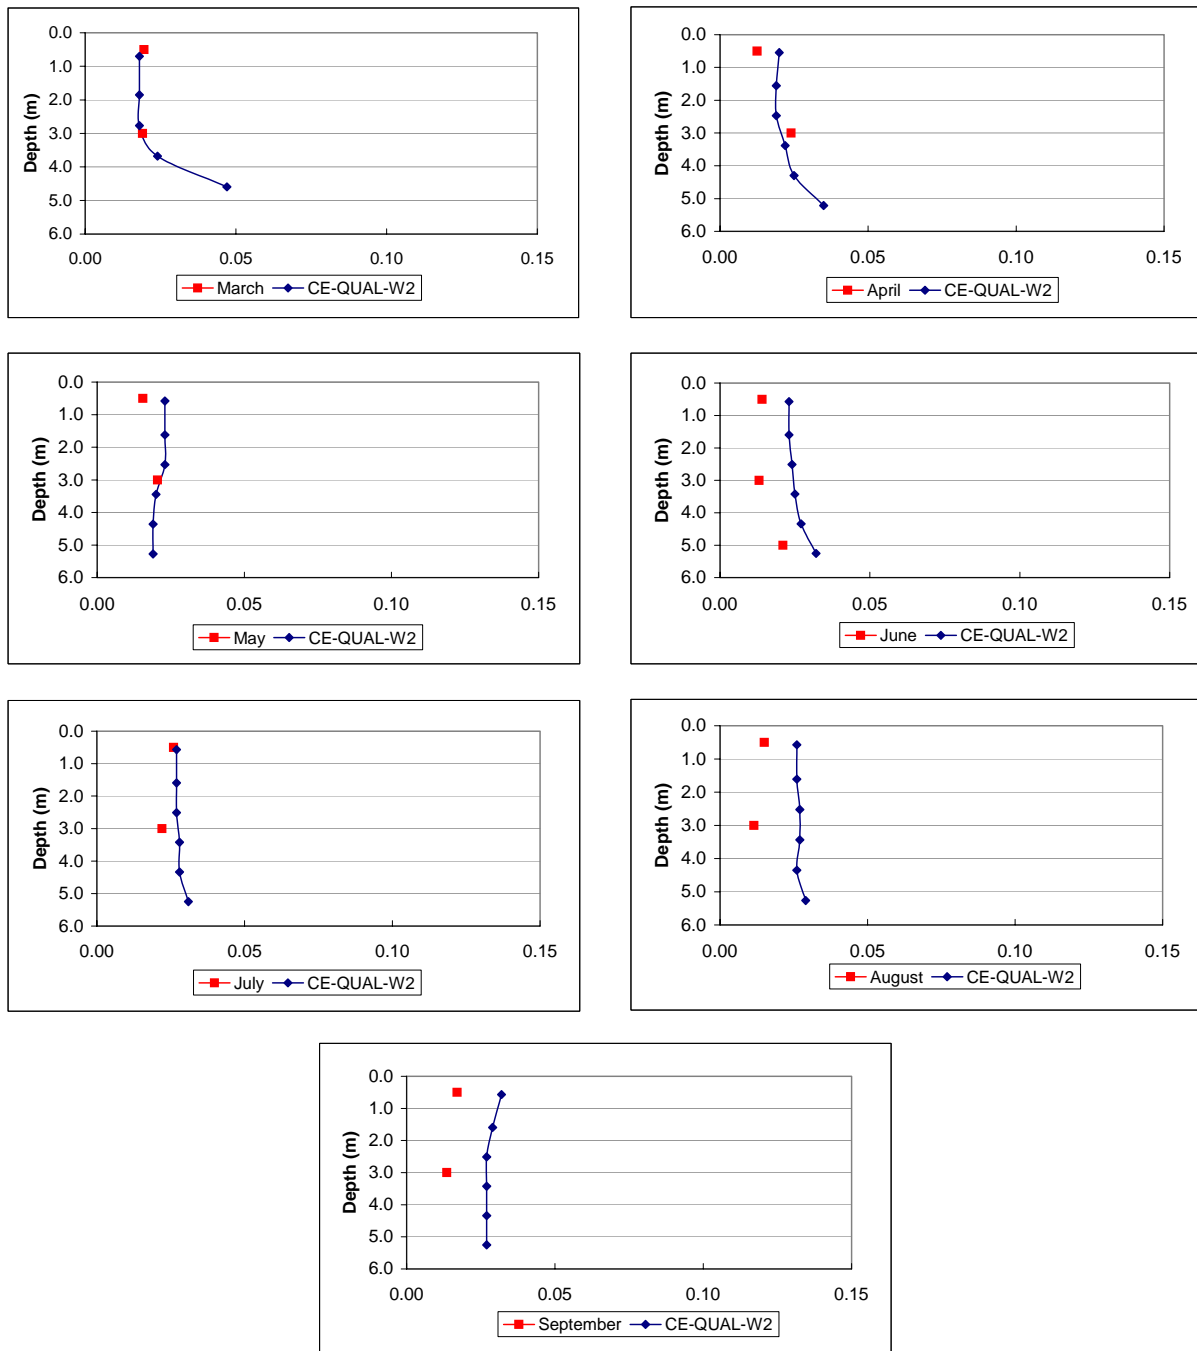 0.0
1.0
2.0
3.0
4.0
5.0
6.0
Depth (m)
0.00 0.05 0.10 0.15
March CE-QUAL-W2
0.0
1.0
2.0
3.0
4.0
5.0
6.0
Depth (m)
0.00 0.05 0.10 0.15
April CE-QUAL-W2
0.0
1.0
2.0
3.0
4.0
5.0
6.0
Depth (m)
0.00 0.05 0.10 0.15
May CE-QUAL-W2
0.0
1.0
2.0
3.0
4.0
5.0
6.0
Depth (m)
0.00 0.05 0.10 0.15
June CE-QUAL-W2
0.0
1.0
2.0
3.0
4.0
5.0
6.0
Depth (m)
0.00 0.05 0.10 0.15
July CE-QUAL-W2
0.0
1.0
2.0
3.0
4.0
5.0
6.0
Depth (m)
0.00 0.05 0.10 0.15
August CE-QUAL-W2
0.0
1.0
2.0
3.0
4.0
5.0
6.0
Depth (m)
0.00 0.05 0.10 0.15
September CE-QUAL-W2